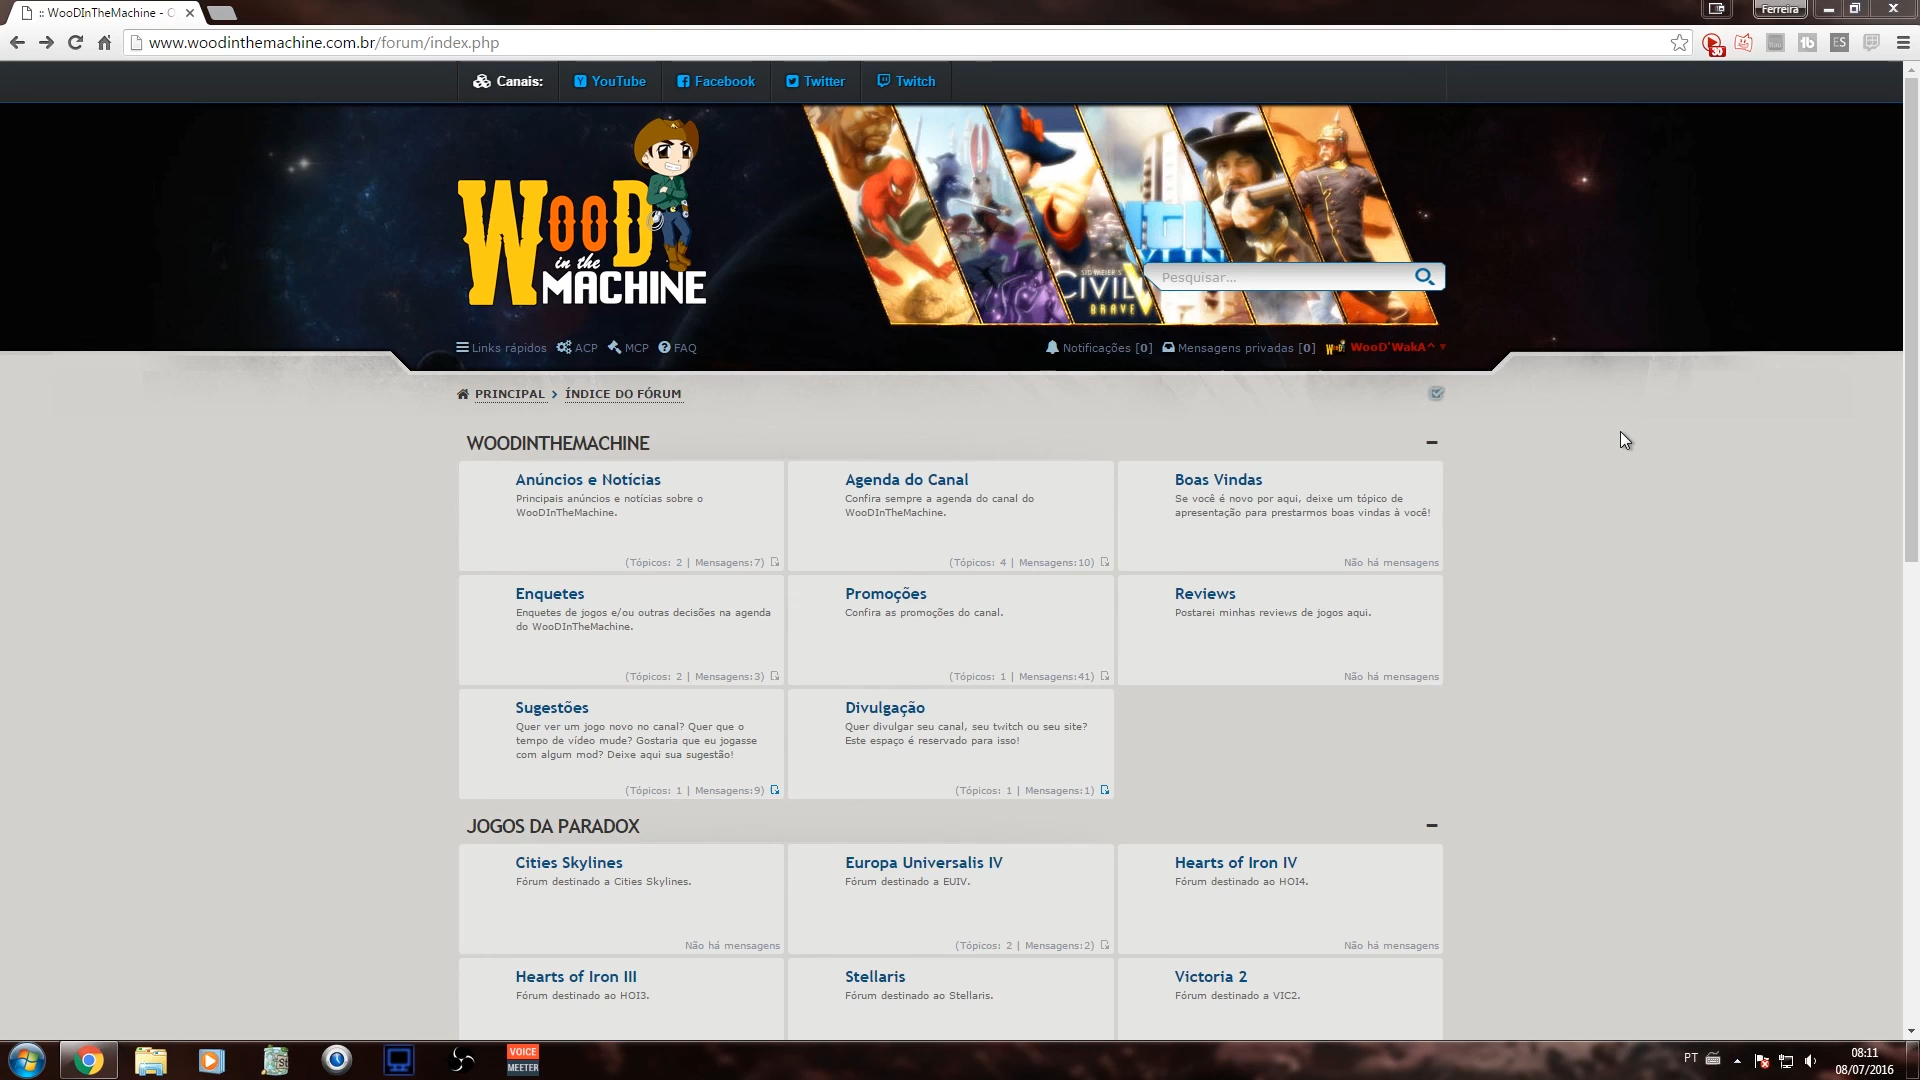 :: WooDInTheMachine - O
Ferreira
www.woodinthemachine.com.br/forum/index.php
30
ES
Canais:
YouTube
Facebook
Twitter
Twitch
WooD
in the
MACHINE
SID MEIER'S
CIVIL
V
BRAVE
Pesquisar...
Links rápidos
ACP
MCP
FAQ
Notificações [0]
Mensagens privadas [0]
WooD'WakA^
PRINCIPAL
ÍNDICE DO FÓRUM
WOODINTHEMACHINE
Anúncios e Notícias
Principais anúncios e notícias sobre o
WooDInTheMachine.
(Tópicos: 2 | Mensagens:7)
Agenda do Canal
Confira sempre a agenda do canal do
WooDInTheMachine.
(Tópicos: 4 | Mensagens:10)
Boas Vindas
Se você é novo por aqui, deixe um tópico de
apresentação para prestarmos boas vindas à você!
Não há mensagens
Enquetes
Enquetes de jogos e/ou outras decisões na agenda
do WooDInTheMachine.
(Tópicos: 2 | Mensagens:3)
Promoções
Confira as promoções do canal.
(Tópicos: 1 | Mensagens:41)
Reviews
Postarei minhas reviews de jogos aqui.
Não há mensagens
Sugestões
Quer ver um jogo novo no canal? Quer que o
tempo de vídeo mude? Gostaria que eu jogasse
com algum mod? Deixe aqui sua sugestão!
(Tópicos: 1 | Mensagens:9)
Divulgação
Quer divulgar seu canal, seu twitch ou seu site?
Este espaço é reservado para isso!
(Tópicos: 1 | Mensagens:1)
JOGOS DA PARADOX
Cities Skylines
Fórum destinado a Cities Skylines.
Não há mensagens
Europa Universalis IV
Fórum destinado a EUIV.
(Tópicos: 2 | Mensagens:2)
Hearts of Iron IV
Fórum destinado ao HOI4.
Não há mensagens
Hearts of Iron III
Fórum destinado ao HOI3.
Stellaris
Fórum destinado ao Stellaris.
Victoria 2
Fórum destinado a VIC2.
VOICE
MEETER
PT
08:11
08/07/2016